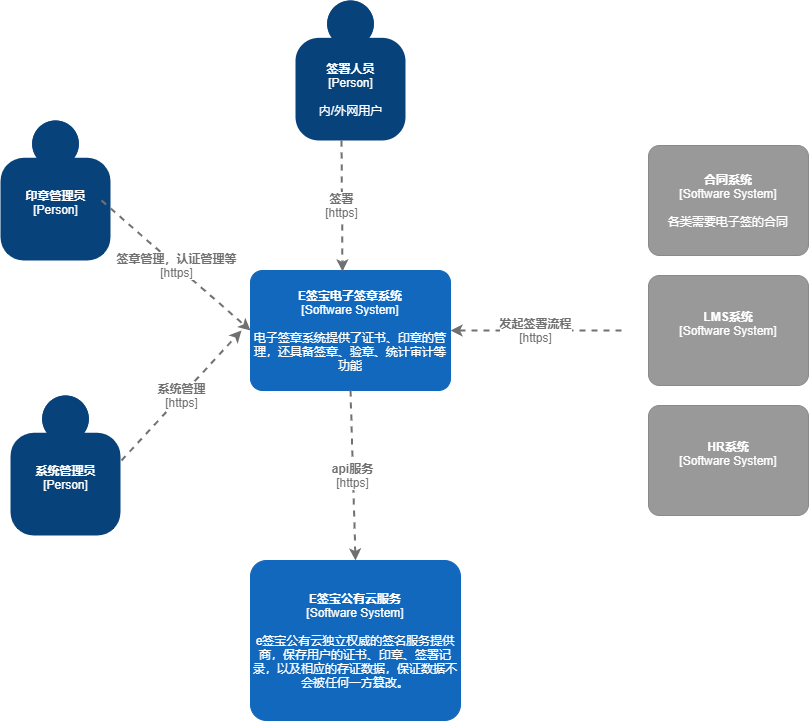 签署人员
[Person]
内/外网用户
印章管理员
[Person]
合同系统
[Software System]
各类需要电子签的合同
签署
[https]
签章管理，认证管理等
[https]
E签宝电子签章系统
[Software System]
电子签章系统提供了证书、印章的管
理，还具备签章、验章、统计审计等
功能
发起签署流程
[https]
LMS系统
[Software System]
系统管理
[https]
HR系统
[Software System]
系统管理员
[Person]
api服务
[https]
E签宝公有云服务
[Software System]
e签宝公有云独立权威的签名服务提供
商，保存用户的证书、印章、签署记
录，以及相应的存证数据，保证数据不
会被任何一方篡改。